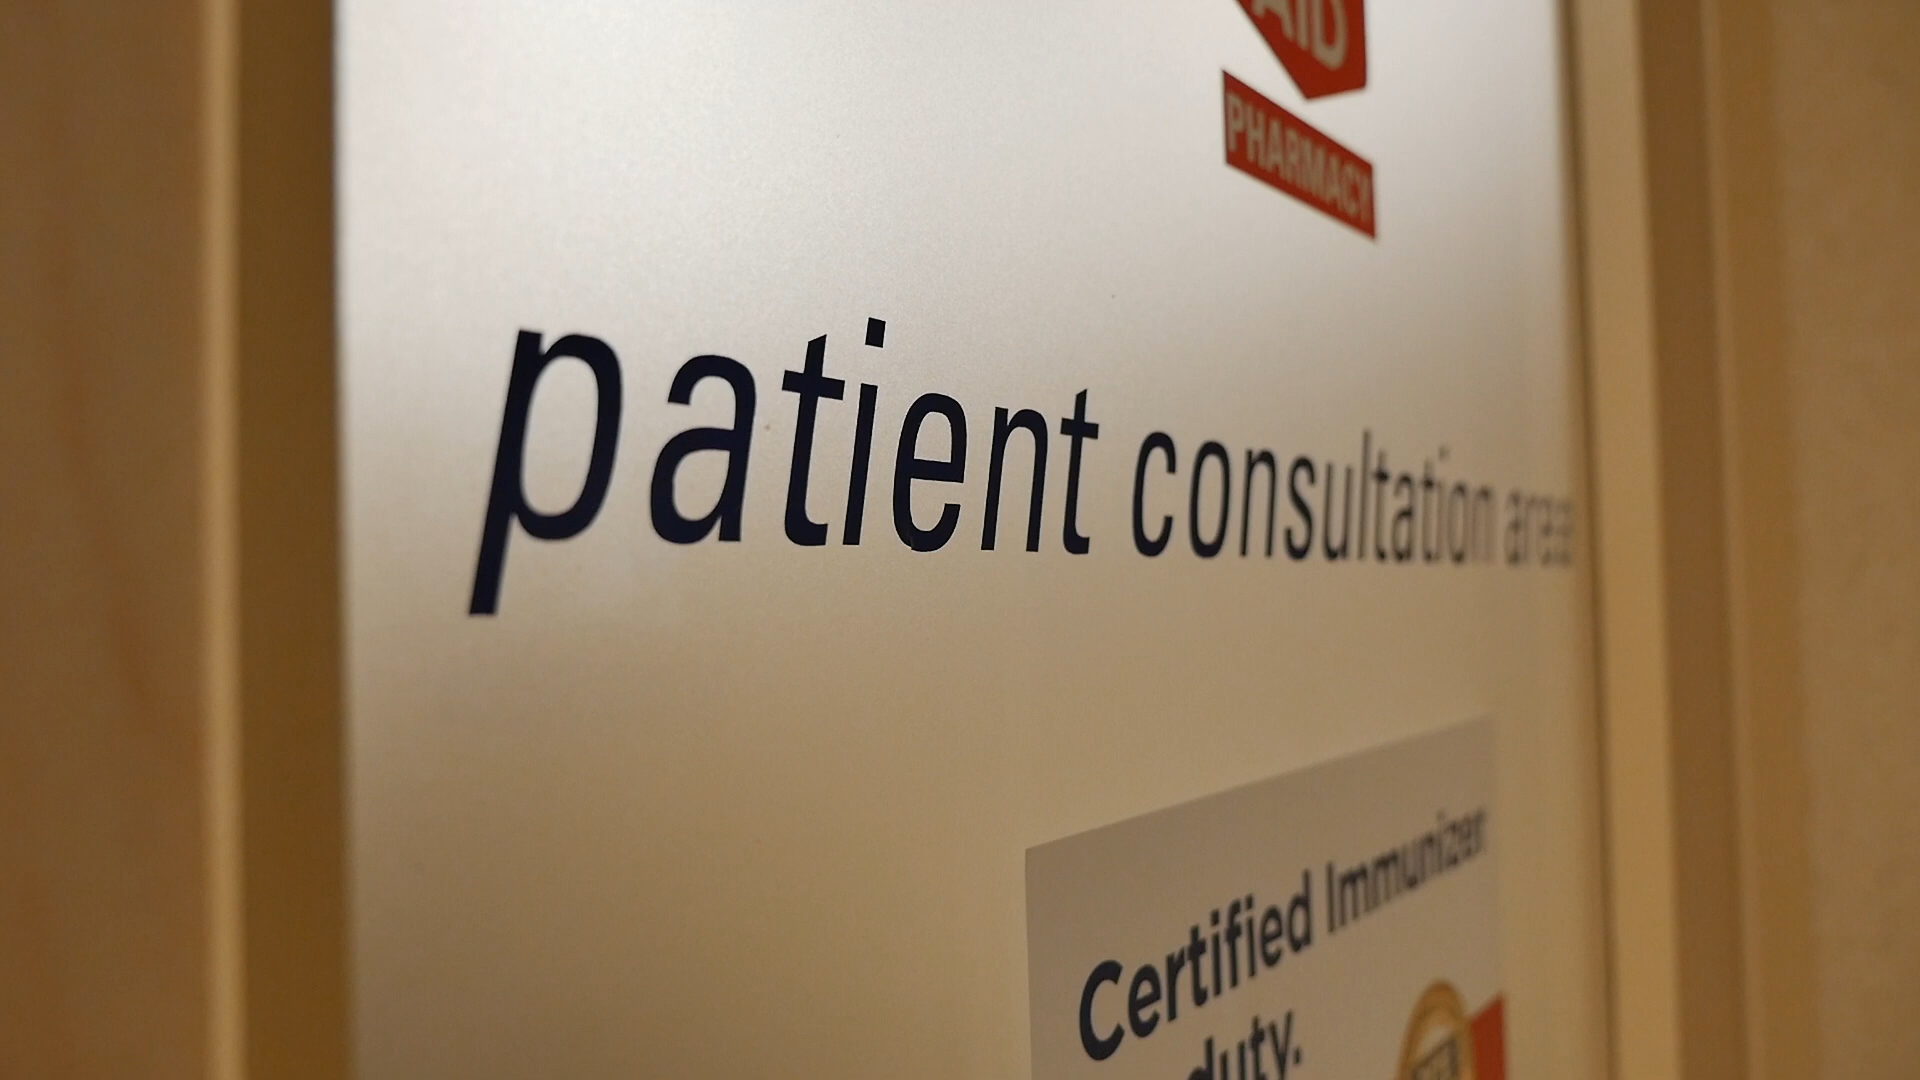 AID
PHARMACY
patient consultation area
Certified Immunizer
duty.